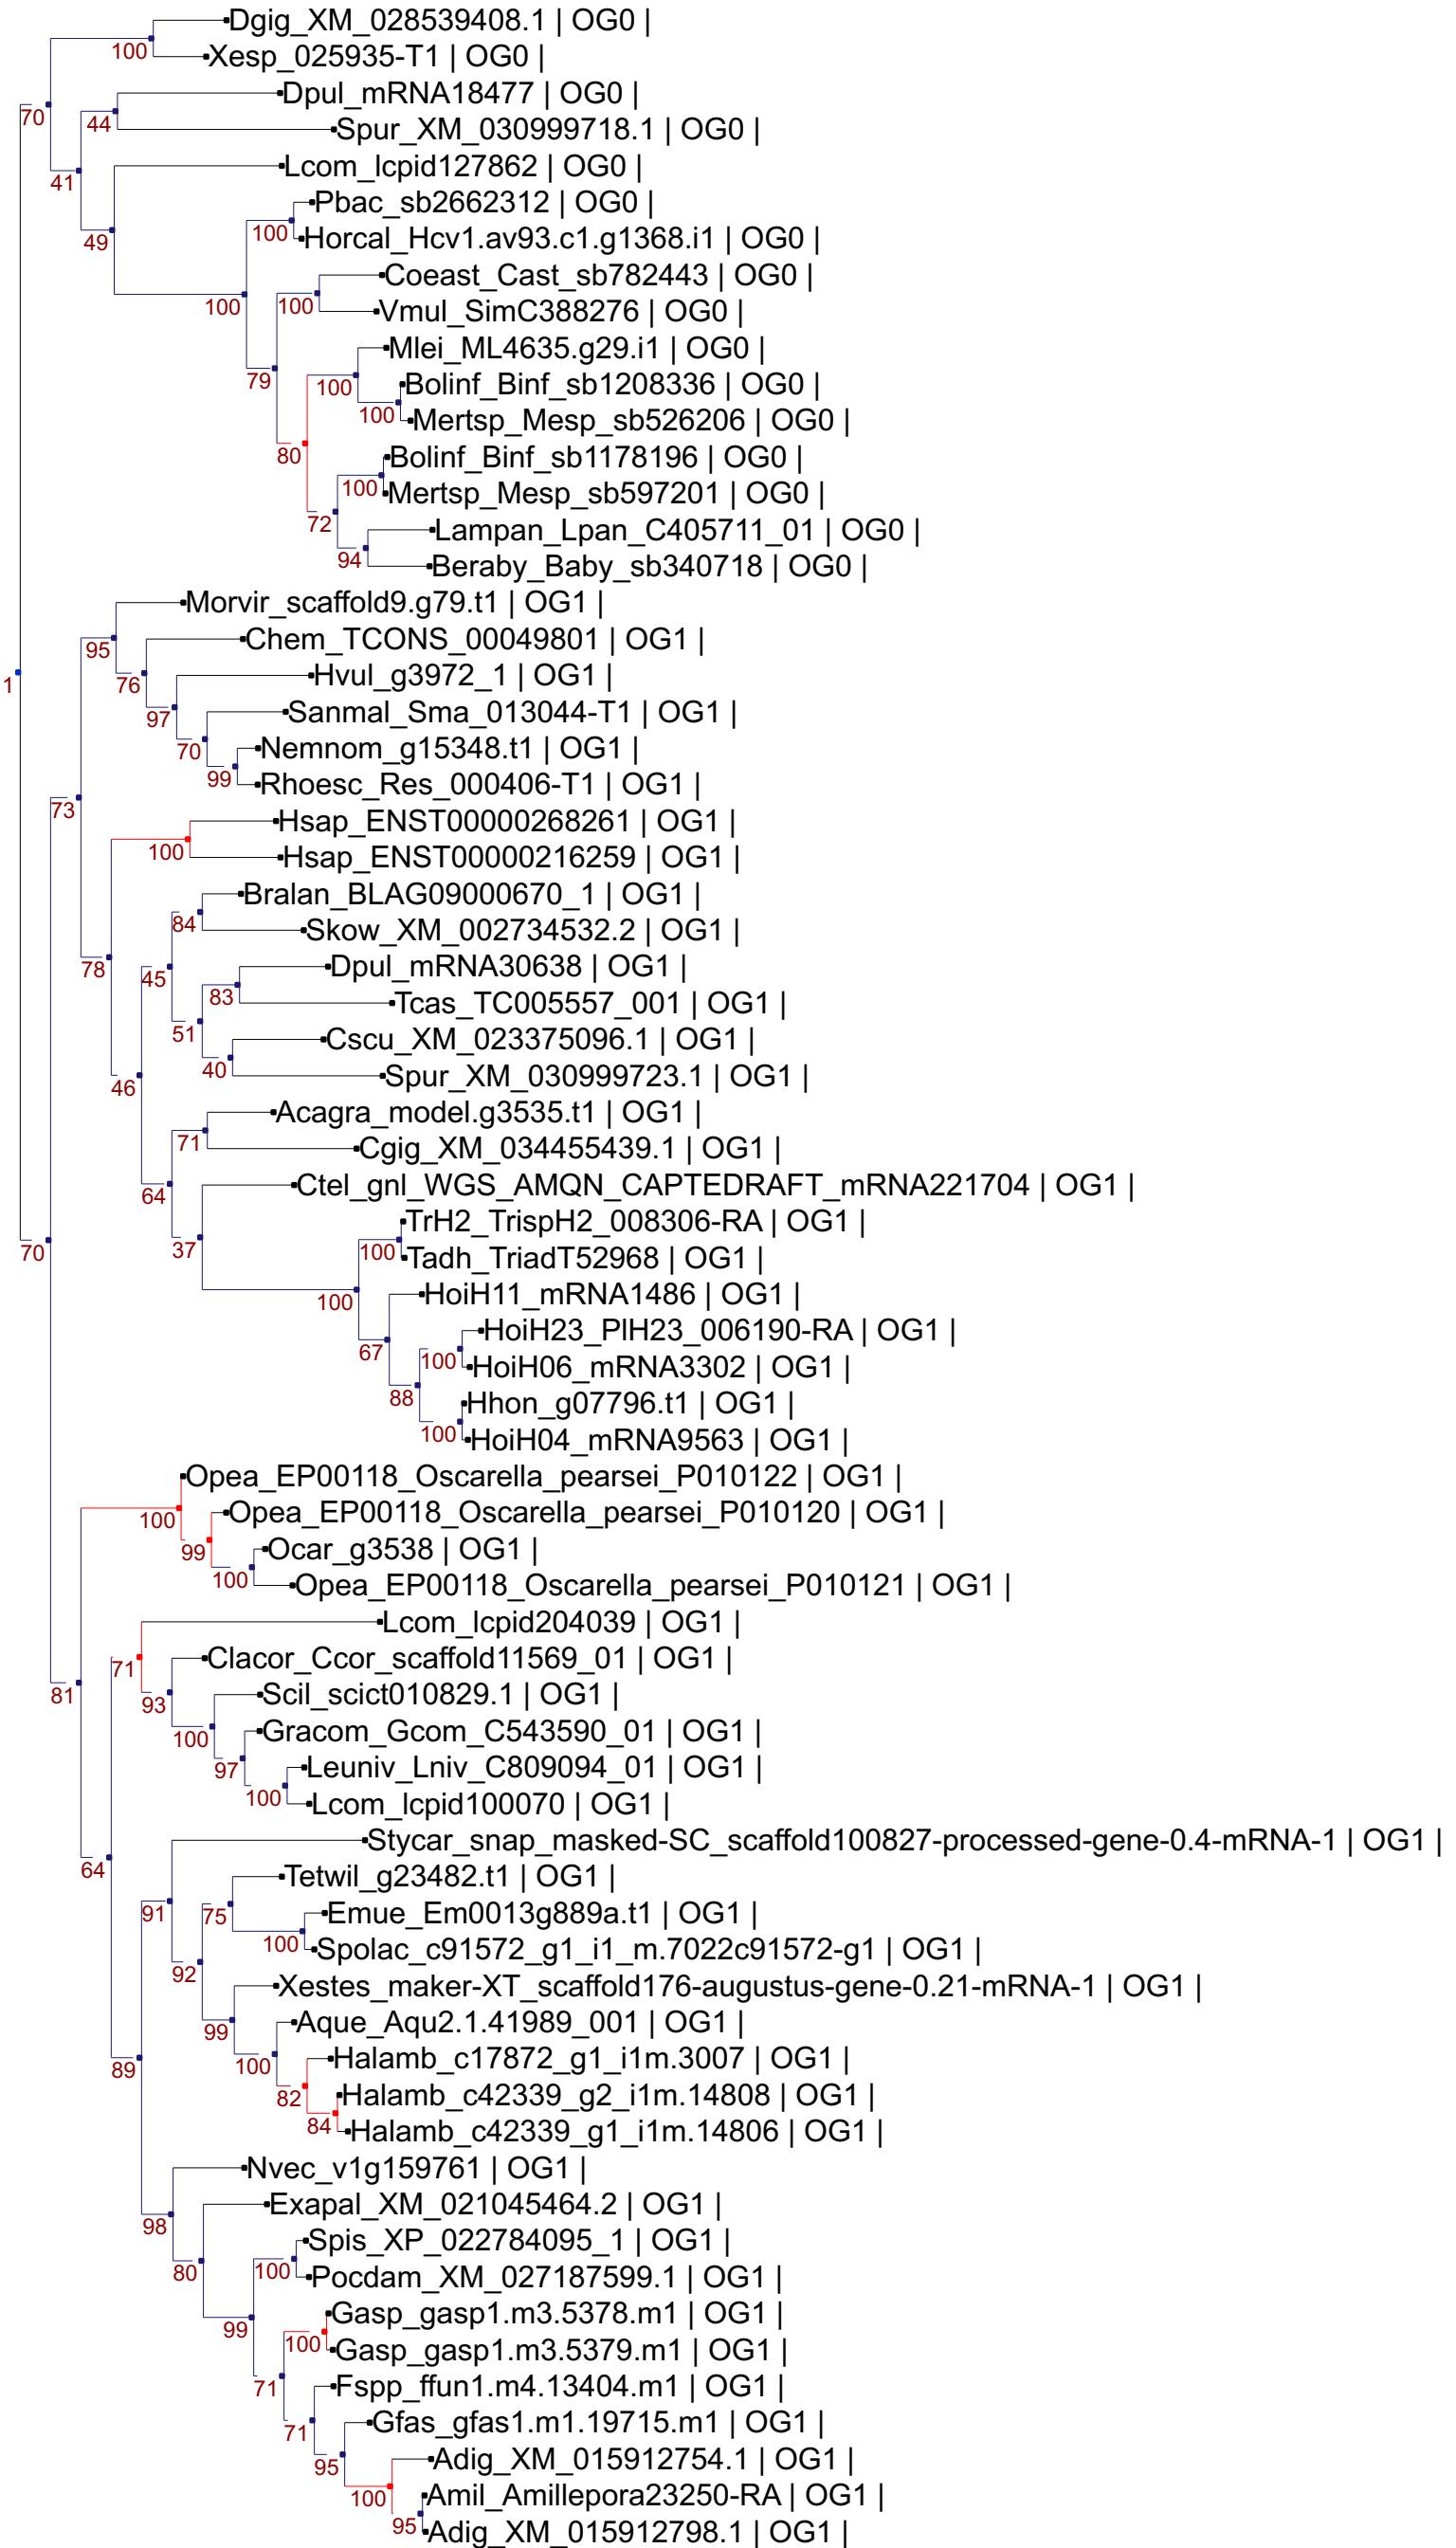 Dgig_XM_028539408.1 | OG0 |
100
Xesp_025935-T1 | OG0 |
Dpul_mRNA18477 | OG0 |
70
44
Spur_XM_030999718.1 | OG0 |
Lcom_lcpid127862 | OG0 |
41
Pbac_sb2662312 | OG0 |
100
49
Horcal_Hcv1.av93.c1.g1368.i1 | OG0 |
Coeast_Cast_sb782443 | OG0 |
100
100
Vmul_SimC388276 | OG0 |
Mlei_ML4635.g29.i1 | OG0 |
79
100
Bolinf_Binf_sb1208336 | OG0 |
100
Mertsp_Mesp_sb526206 | OG0 |
80
Bolinf_Binf_sb1178196 | OG0 |
100
Mertsp_Mesp_sb597201 | OG0 |
72
Lampan_Lpan_C405711_01 | OG0 |
94
Beraby_Baby_sb340718 | OG0 |
Morvir_scaffold9.g79.t1 | OG1 |
95
Chem_TCONS_00049801 | OG1 |
1
76
Hvul_g3972_1 | OG1 |
97
Sanmal_Sma_013044-T1 | OG1 |
70
Nemnom_g15348.t1 | OG1 |
99
Rhoesc_Res_000406-T1 | OG1 |
73
Hsap_ENST00000268261 | OG1 |
100
Hsap_ENST00000216259 | OG1 |
Bralan_BLAG09000670_1 | OG1 |
84
Skow_XM_002734532.2 | OG1 |
78
45
Dpul_mRNA30638 | OG1 |
83
Tcas_TC005557_001 | OG1 |
51
Cscu_XM_023375096.1 | OG1 |
40
Spur_XM_030999723.1 | OG1 |
46
Acagra_model.g3535.t1 | OG1 |
71
Cgig_XM_034455439.1 | OG1 |
64
Ctel_gnl_WGS_AMQN_CAPTEDRAFT_mRNA221704 | OG1 |
TrH2_TrispH2_008306-RA | OG1 |
70
37
100
Tadh_TriadT52968 | OG1 |
100
HoiH11_mRNA1486 | OG1 |
HoiH23_PlH23_006190-RA | OG1 |
67
100
HoiH06_mRNA3302 | OG1 |
88
Hhon_g07796.t1 | OG1 |
100
HoiH04_mRNA9563 | OG1 |
Opea_EP00118_Oscarella_pearsei_P010122 | OG1 |
100
Opea_EP00118_Oscarella_pearsei_P010120 | OG1 |
99
Ocar_g3538 | OG1 |
100
Opea_EP00118_Oscarella_pearsei_P010121 | OG1 |
Lcom_lcpid204039 | OG1 |
71
Clacor_Ccor_scaffold11569_01 | OG1 |
81
93
Scil_scict010829.1 | OG1 |
100
Gracom_Gcom_C543590_01 | OG1 |
97
Leuniv_Lniv_C809094_01 | OG1 |
100
Lcom_lcpid100070 | OG1 |
Stycar_snap_masked-SC_scaffold100827-processed-gene-0.4-mRNA-1 | OG1 |
64
Tetwil_g23482.t1 | OG1 |
91
75
Emue_Em0013g889a.t1 | OG1 |
100
Spolac_c91572_g1_i1_m.7022c91572-g1 | OG1 |
92
Xestes_maker-XT_scaffold176-augustus-gene-0.21-mRNA-1 | OG1 |
99
Aque_Aqu2.1.41989_001 | OG1 |
100
89
Halamb_c17872_g1_i1m.3007 | OG1 |
82
Halamb_c42339_g2_i1m.14808 | OG1 |
84
Halamb_c42339_g1_i1m.14806 | OG1 |
Nvec_v1g159761 | OG1 |
Exapal_XM_021045464.2 | OG1 |
98
Spis_XP_022784095_1 | OG1 |
80
100
Pocdam_XM_027187599.1 | OG1 |
Gasp_gasp1.m3.5378.m1 | OG1 |
99
100
Gasp_gasp1.m3.5379.m1 | OG1 |
71
Fspp_ffun1.m4.13404.m1 | OG1 |
71
Gfas_gfas1.m1.19715.m1 | OG1 |
95
Adig_XM_015912754.1 | OG1 |
100
Amil_Amillepora23250-RA | OG1 |
95
Adig_XM_015912798.1 | OG1 |